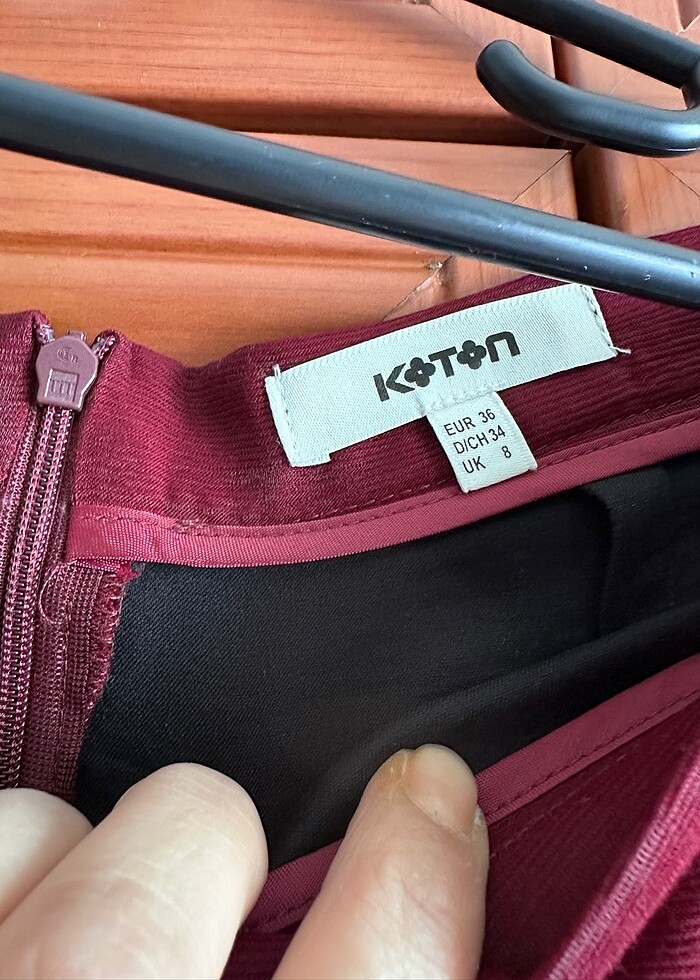 KOTON
EUR 36
D/CH 34
UK 8